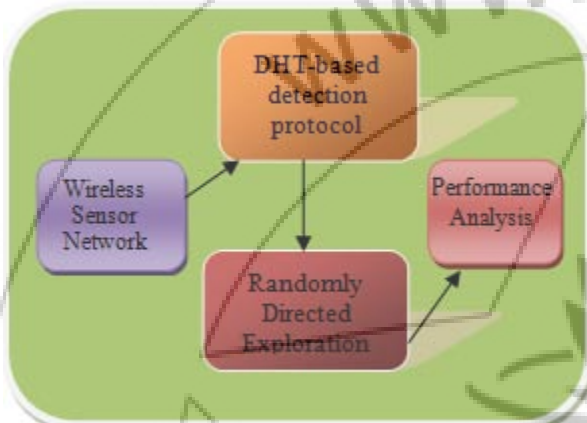 DHT-based
detection
protocol
Wireless
Sensor
Network
Performance
Analysis
Randomly
Directed
Exploration